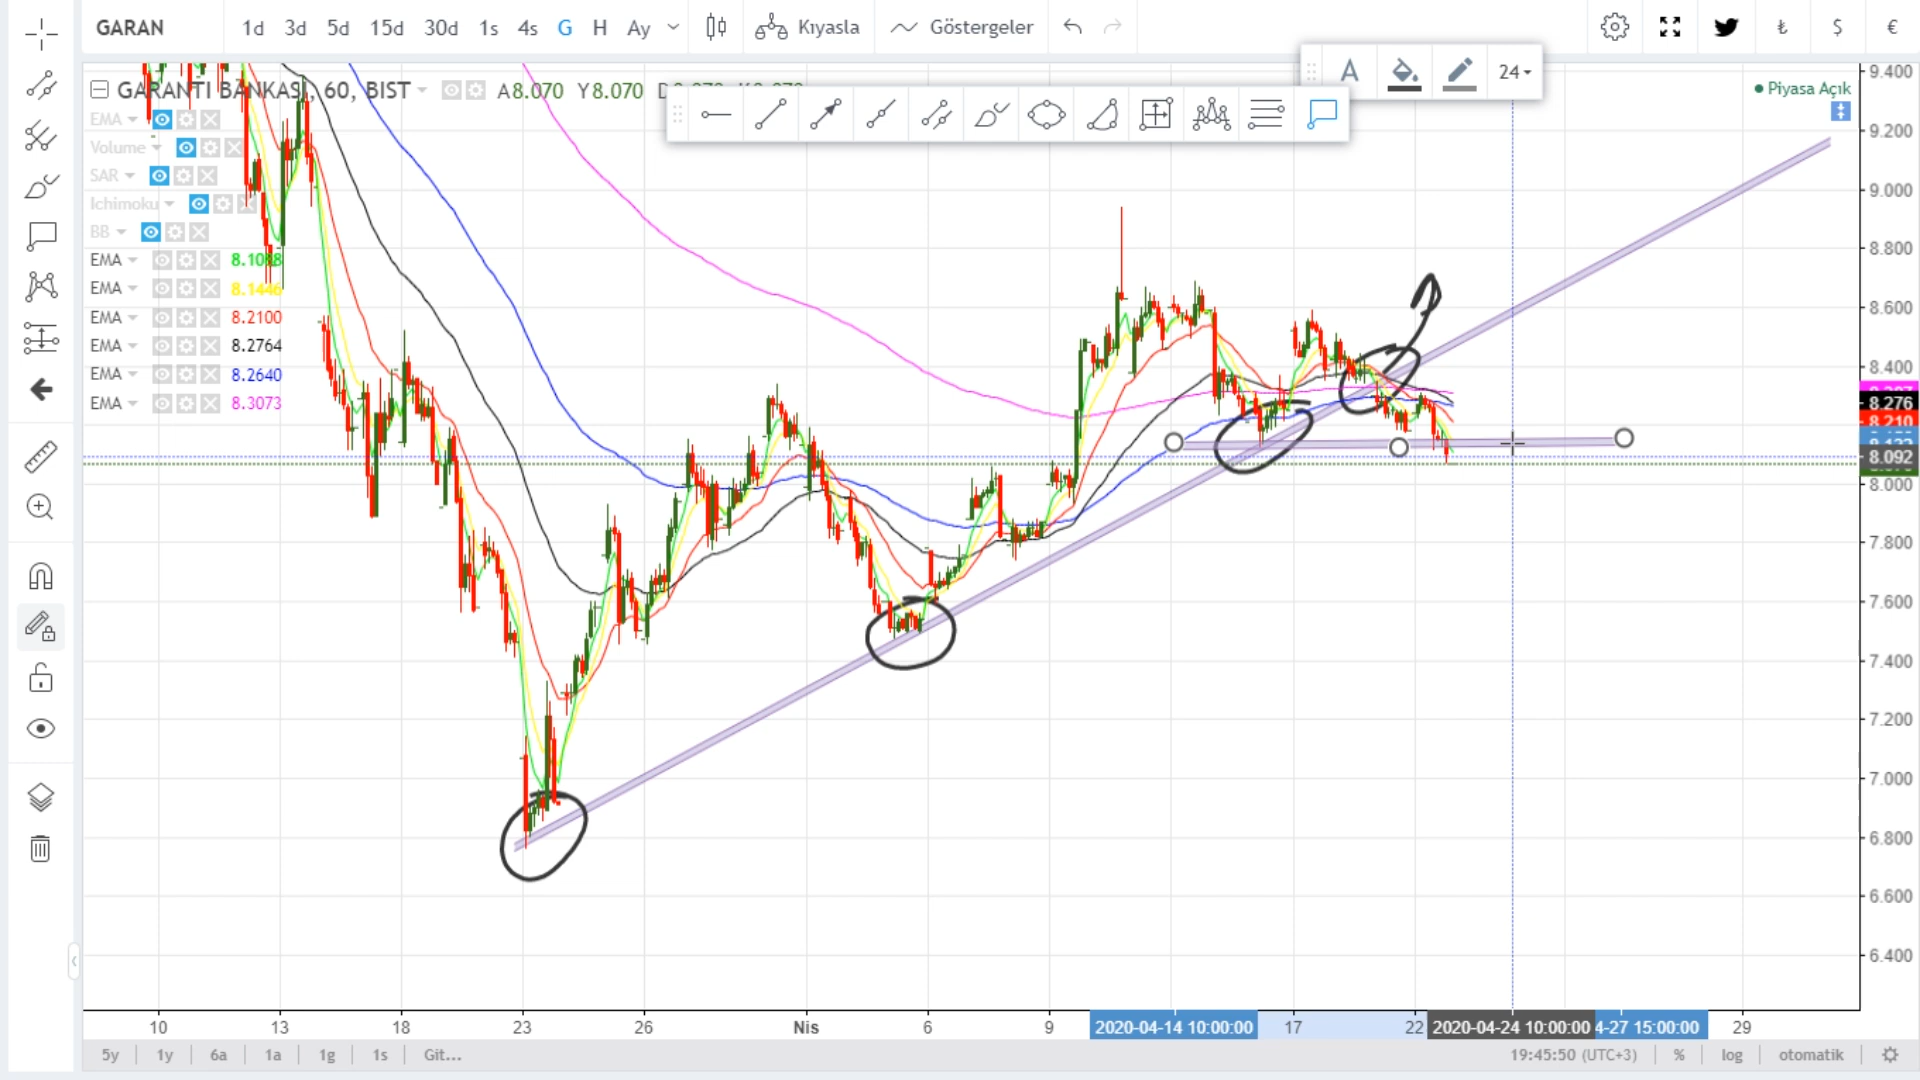 GARAN 1d 3d 5d 15d 30d 1s 4s G H Ay Kıyasla Göstergeler ₺ $ €
A 24
GARANTİ BANKASI, 60, BIST A8.070 Y8.070
Piyasa Açık
EMA
Volume
SAR
Ichimoku
BB
EMA
EMA 8.1446
EMA 8.2100
EMA 8.2764
EMA 8.2640
EMA 8.3073
9.400
9.200
9.000
8.800
8.600
8.400
8.276
8.210
8.092
8.000
7.800
7.600
7.400
7.200
7.000
6.800
6.600
6.400
10 13 18 23 26 Nis 6 9 2020-04-14 10:00:00 17 22 2020-04-24 10:00:00 4-27 15:00:00 29
5y 1y 6a 1a 1g 1s Git... 19:45:50 (UTC+3) % log otomatik